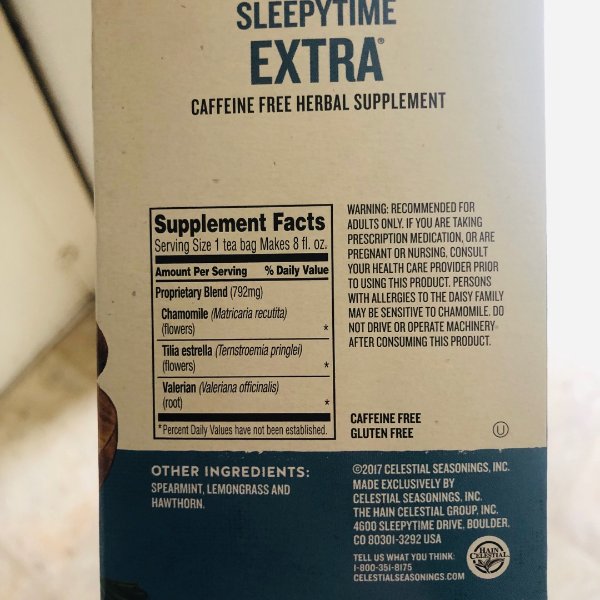 SLEEPYTIME
EXTRA®
CAFFEINE FREE HERBAL SUPPLEMENT
Supplement Facts
Serving Size 1 tea bag Makes 8 fl. oz.
Amount Per Serving % Daily Value
Proprietary Blend (792mg)
Chamomile (Matricaria recutita)
(flowers) *
Tilia estrella (Ternstroemia pringlei)
(flowers) *
Valerian (Valeriana officinalis)
(root) *
*Percent Daily Values have not been established.
WARNING: RECOMMENDED FOR
ADULTS ONLY. IF YOU ARE TAKING
PRESCRIPTION MEDICATION, OR ARE
PREGNANT OR NURSING, CONSULT
YOUR HEALTH CARE PROVIDER PRIOR
TO USING THIS PRODUCT. PERSONS
WITH ALLERGIES TO THE DAISY FAMILY
MAY BE SENSITIVE TO CHAMOMILE. DO
NOT DRIVE OR OPERATE MACHINERY
AFTER CONSUMING THIS PRODUCT.
CAFFEINE FREE
GLUTEN FREE
U
OTHER INGREDIENTS:
SPEARMINT, LEMONGRASS AND
HAWTHORN.
©2017 CELESTIAL SEASONINGS, INC.
MADE EXCLUSIVELY BY
CELESTIAL SEASONINGS, INC.
THE HAIN CELESTIAL GROUP, INC.
4600 SLEEPYTIME DRIVE, BOULDER,
CO 80301-3292 USA
TELL US WHAT YOU THINK:
1-800-351-8175
CELESTIALSEASONINGS.COM
HAIN
CELESTIAL